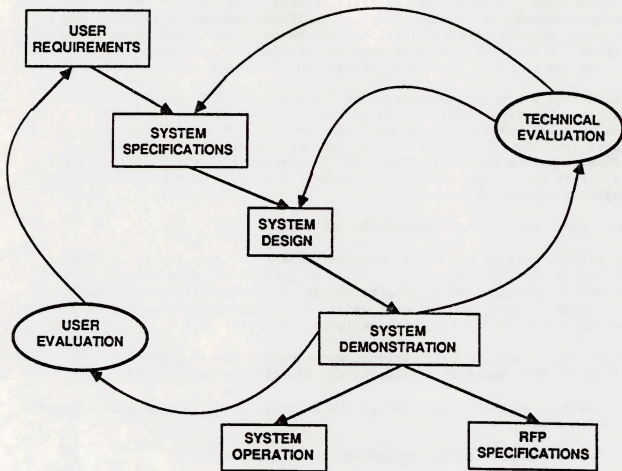 USER
REQUIREMENTS
SYSTEM
SPECIFICATIONS
TECHNICAL
EVALUATION
SYSTEM
DESIGN
USER
EVALUATION
SYSTEM
DEMONSTRATION
SYSTEM
OPERATION
RFP
SPECIFICATIONS